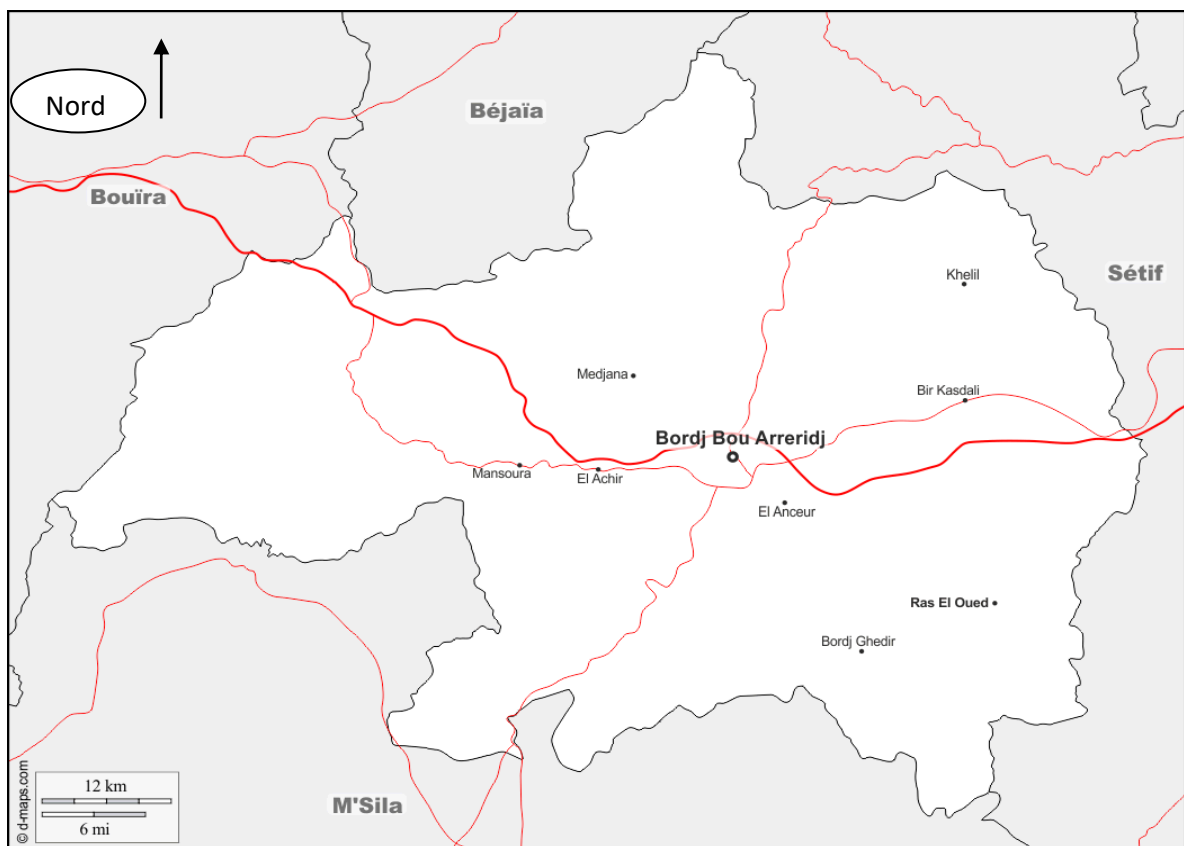 Nord
Béjaïa
Bouïra
Sétif
Khelil
Medjana
Bir Kasdali
Bordj Bou Arreridj
Mansoura
El Achir
El Anceur
Ras El Oued
Bordj Ghedir
M'Sila
12 km
6 mi
© d-maps.com